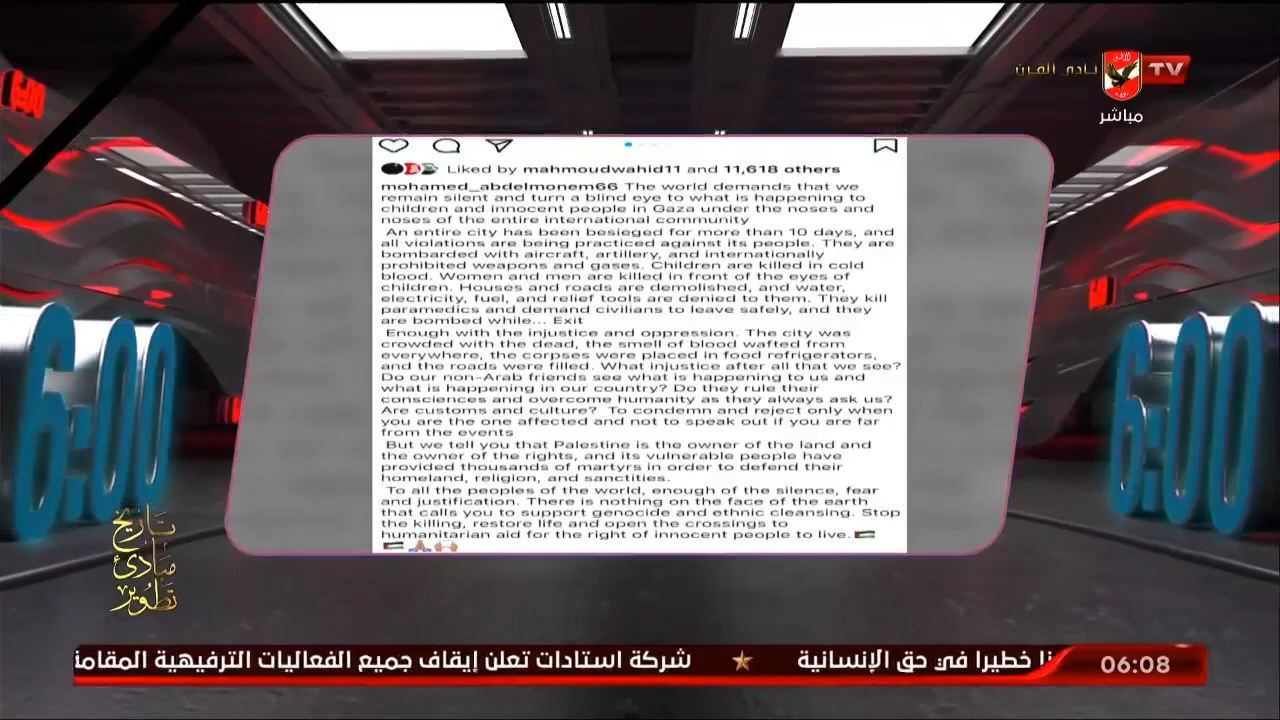 6:00
نادي القرن
TV
مباشر
Liked by mahmoudwahid11 and 11,618 others
mohamed_abdelmonem66 The world demands that we
remain silent and turn a blind eye to what is happening to
children and innocent people in Gaza under the noses and
noses of the entire international community
An entire city has been besieged for more than 10 days, and
all violations are being practiced against its people. They are
bombarded with aircraft, artillery, and internationally
prohibited weapons and gases. Children are killed in cold
blood. Women and men are killed in front of the eyes of
children. Houses and roads are demolished, and water,
electricity, fuel, and relief tools are denied to them. They kill
paramedics and demand civilians to leave safely, and they
are bombed while... Exit
Enough with the injustice and oppression. The city was
crowded with the dead, the smell of blood wafted from
everywhere, the corpses were placed in food refrigerators,
and the roads were filled. What injustice after all that we see?
Do our non-Arab friends see what is happening to us and
what is happening in our country? Do they rule their
consciences and overcome humanity as they always ask us?
Are customs and culture? To condemn and reject only when
you are the one affected and not to speak out if you are far
from the events
But we tell you that Palestine is the owner of the land and
the owner of the rights, and its vulnerable people have
provided thousands of martyrs in order to defend their
homeland, religion, and sanctities.
To all the peoples of the world, enough of the silence, fear
and justification. There is nothing on the face of the earth
that calls you to support genocide and ethnic cleansing. Stop
the killing, restore life and open the crossings to
humanitarian aid for the right of innocent people to live.
6:00
6:00
تاريخ
مبادئ
تطوير
نا خطيرا في حق الإنسانية ★ شركة استادات تعلن إيقاف جميع الفعاليات الترفيهية المقامة
06:08